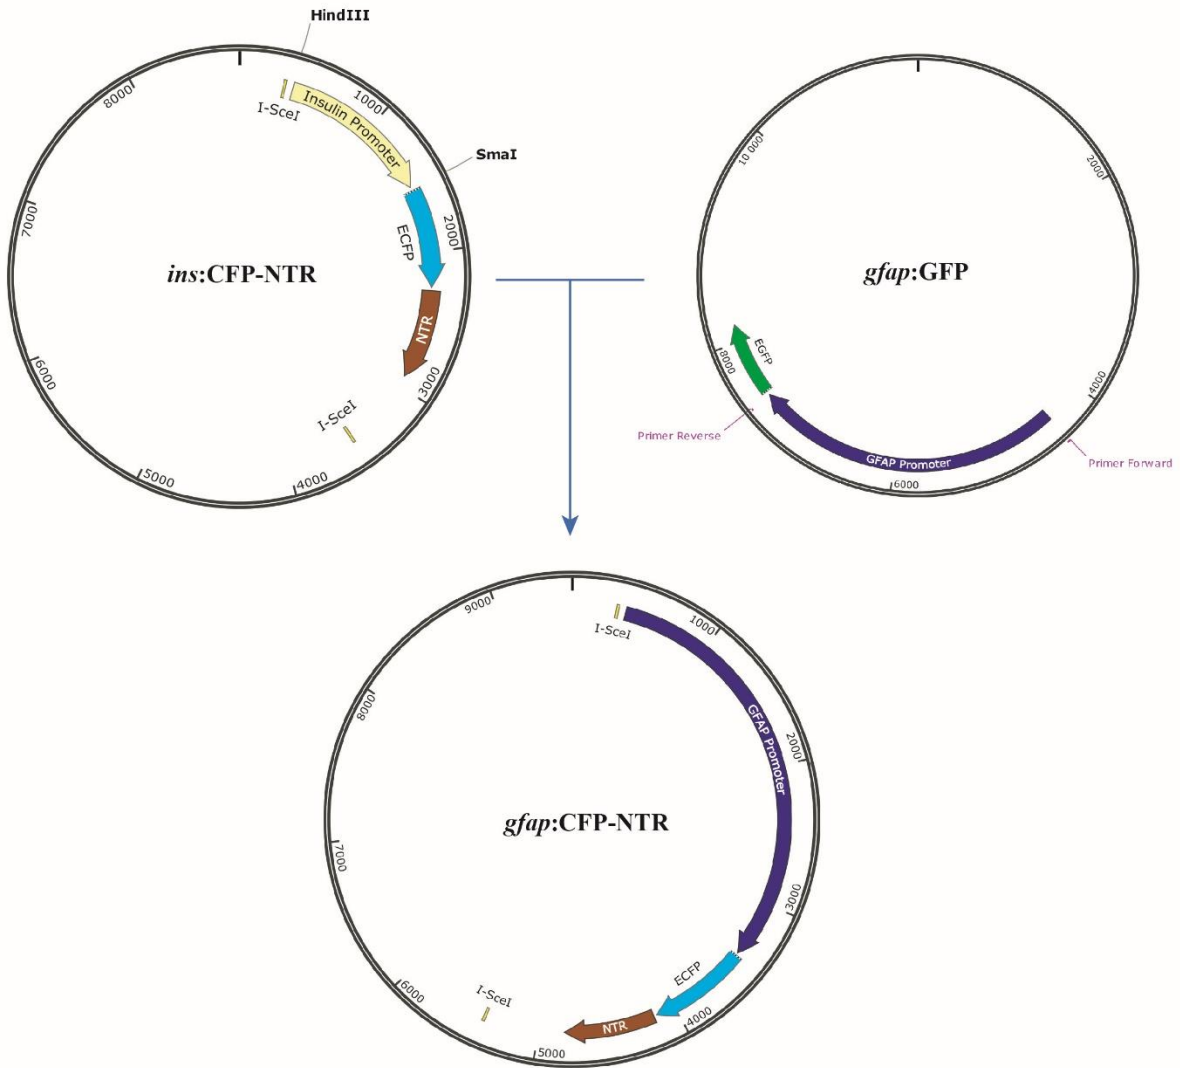 HindIII
8000
I-SceI
Insulin Promoter
1000
SmaI
7000
ECFP
2000
ins:CFP-NTR
NTR
6000
3000
I-SceI
5000
4000
10 000
2000
gfap:GFP
EGFP
8000
4000
Primer Reverse
GFAP Promoter
Primer Forward
6000
9000
I-SceI
1000
8000
GFAP Promoter
2000
gfap:CFP-NTR
7000
3000
ECFP
6000
I-SceI
4000
NTR
5000